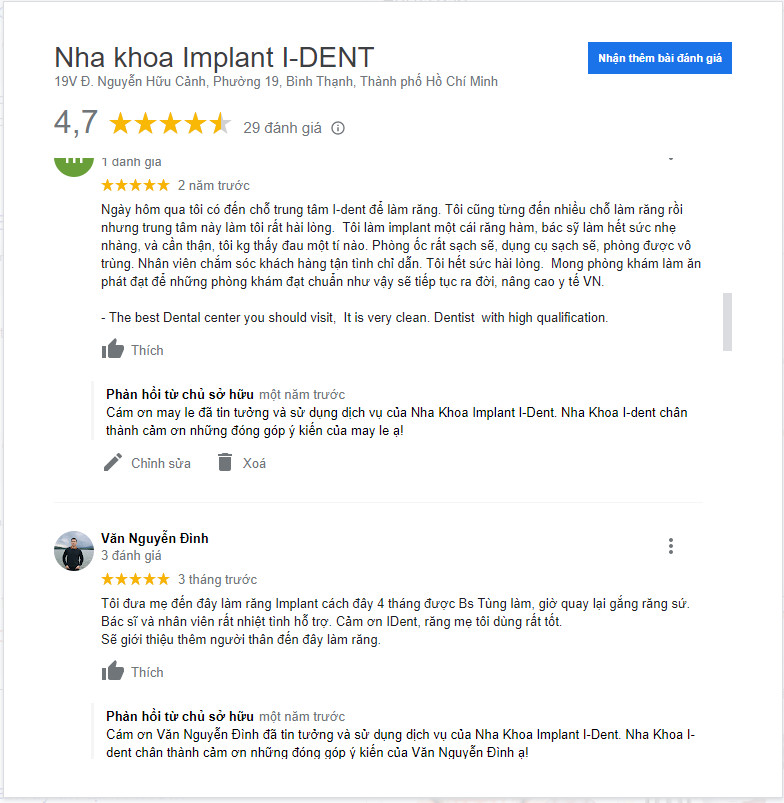 Nha khoa Implant I-DENT
Nhận thêm bài đánh giá
19V Đ. Nguyễn Hữu Cảnh, Phường 19, Bình Thạnh, Thành phố Hồ Chí Minh
4,7
29 đánh giá
1 đánh giá
2 năm trước
Ngày hôm qua tôi có đến chỗ trung tâm I-dent để làm răng. Tôi cũng từng đến nhiều chỗ làm răng rồi
nhưng trung tâm này làm tôi rất hài lòng. Tôi làm implant một cái răng hàm, bác sỹ làm hết sức nhẹ
nhàng, và cẩn thận, tôi kg thấy đau một tí nào. Phòng ốc rất sạch sẽ, dụng cụ sạch sẽ, phòng được vô
trùng. Nhân viên chăm sóc khách hàng tận tình chỉ dẫn. Tôi hết sức hài lòng. Mong phòng khám làm ăn
phát đạt để những phòng khám đạt chuẩn như vậy sẽ tiếp tục ra đời, nâng cao y tế VN.
- The best Dental center you should visit, It is very clean. Dentist with high qualification.
Thích
Phản hồi từ chủ sở hữu một năm trước
Cám ơn may le đã tin tưởng và sử dụng dịch vụ của Nha Khoa Implant I-Dent. Nha Khoa I-dent chân
thành cảm ơn những đóng góp ý kiến của may le ạ!
Chỉnh sửa
Xoá
Văn Nguyễn Đình
3 đánh giá
3 tháng trước
Tôi đưa mẹ đến đây làm răng Implant cách đây 4 tháng được Bs Tùng làm, giờ quay lại gắng răng sứ.
Bác sĩ và nhân viên rất nhiệt tình hỗ trợ. Cảm ơn IDent, răng mẹ tôi dùng rất tốt.
Sẽ giới thiệu thêm người thân đến đây làm răng.
Thích
Phản hồi từ chủ sở hữu một năm trước
Cám ơn Văn Nguyễn Đình đã tin tưởng và sử dụng dịch vụ của Nha Khoa Implant I-Dent. Nha Khoa I-
dent chân thành cảm ơn những đóng góp ý kiến của Văn Nguyễn Đình ạ!